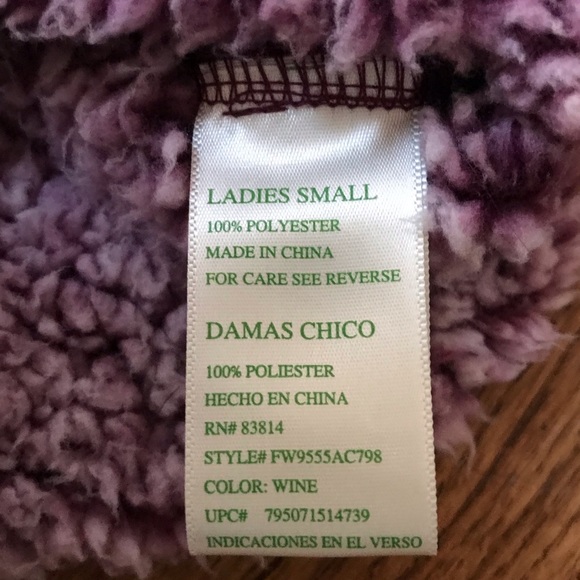 LADIES SMALL
100% POLYESTER
MADE IN CHINA
FOR CARE SEE REVERSE
DAMAS CHICO
100% POLIESTER
HECHO EN CHINA
RN# 83814
STYLE# FW9555AC798
COLOR: WINE
UPC# 795071514739
INDICACIONES EN EL VERSO